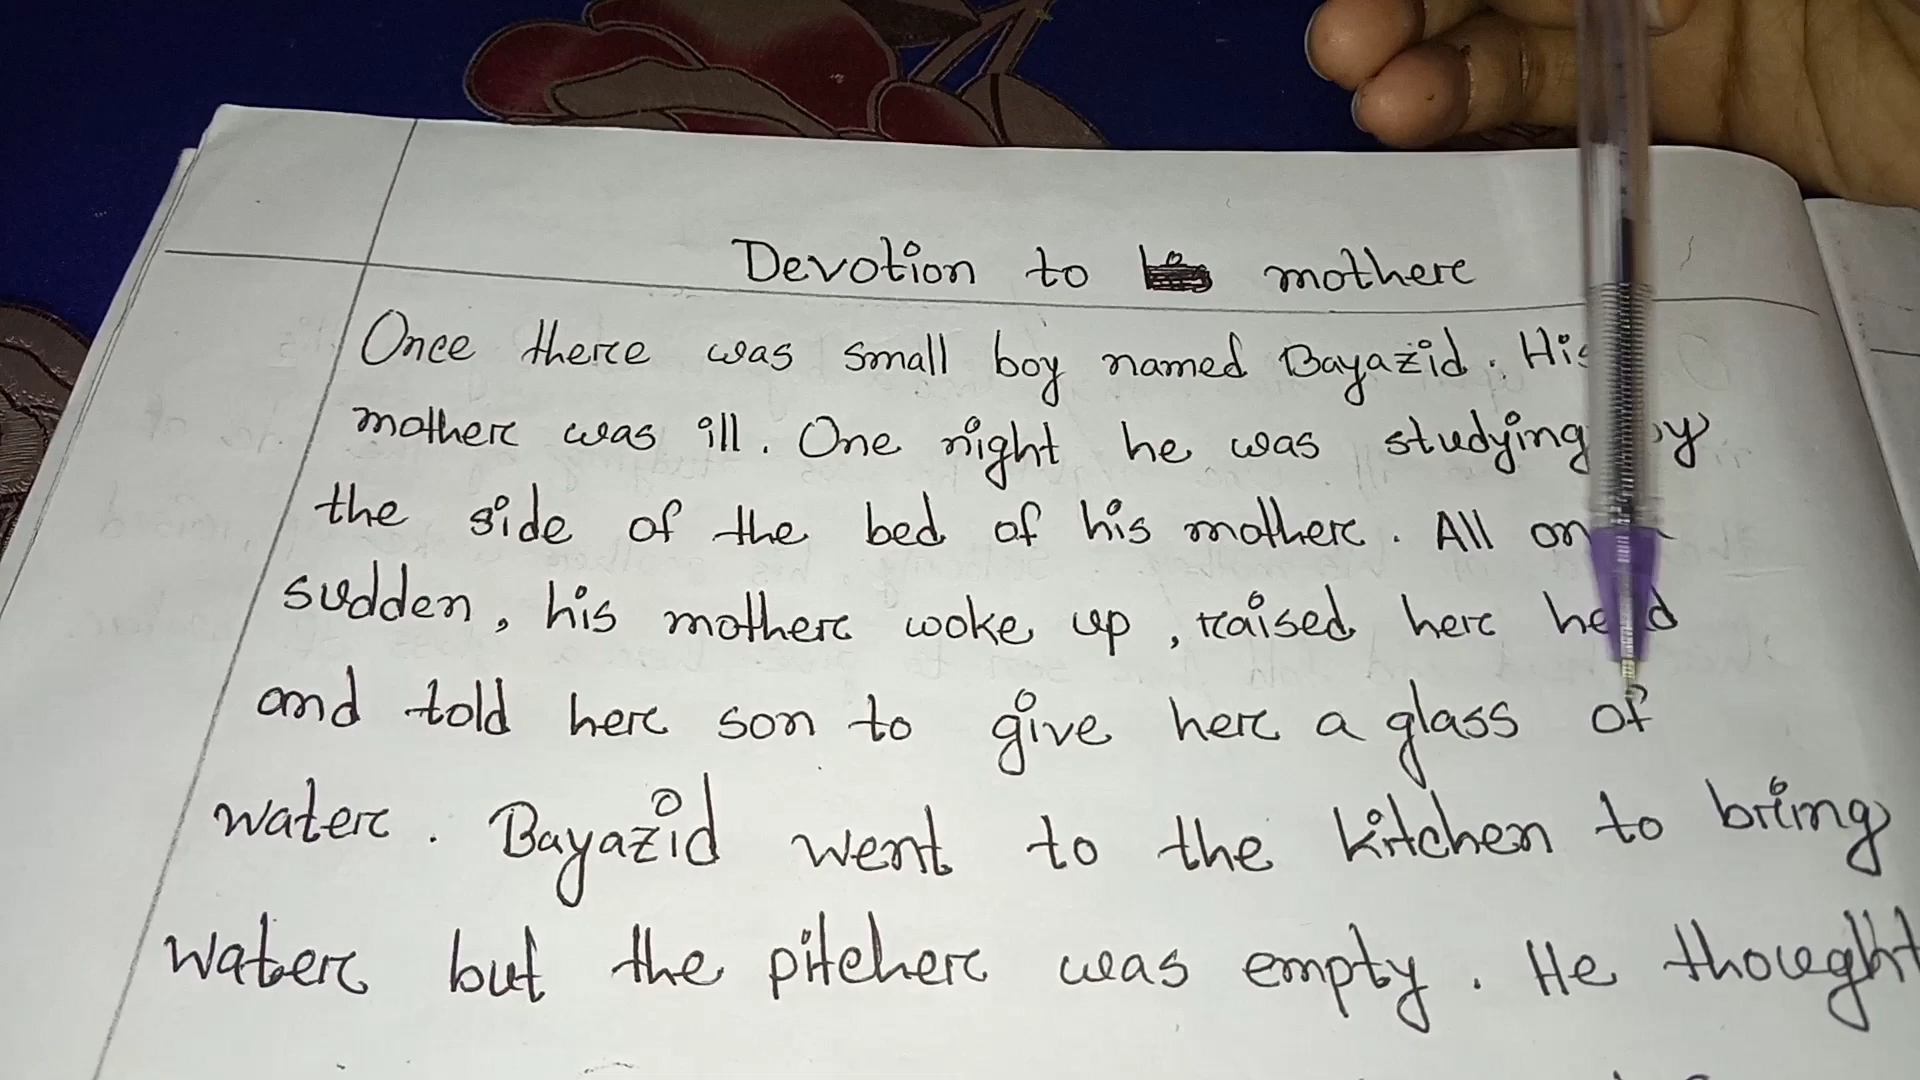 Devotion to mother
Once there was small boy named Bayazid. His
mother was ill. One night he was studying by
the side of the bed of his mother. All on a
sudden, his mother woke up, raised her head
and told her son to give her a glass of
water. Bayazid went to the kitchen to bring
water but the pitcher was empty. He thought